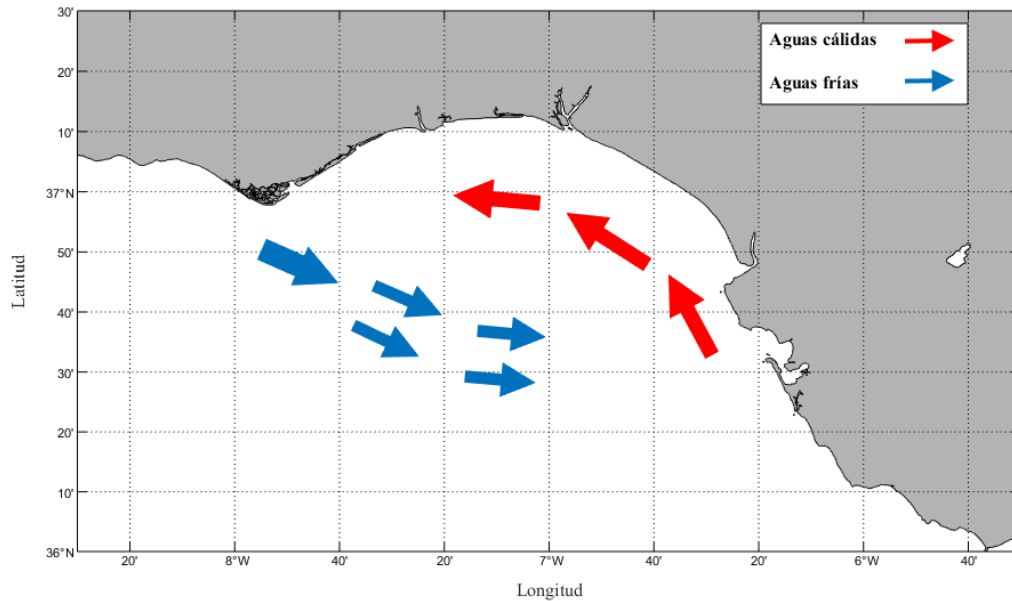 30'
Aguas cálidas
20'
Aguas frías
10'
37°N
50'
Latitud
40'
30'
20'
10'
36°N
20' 8°W 40' 20' 7°W 40' 20' 6°W 40'
Longitud